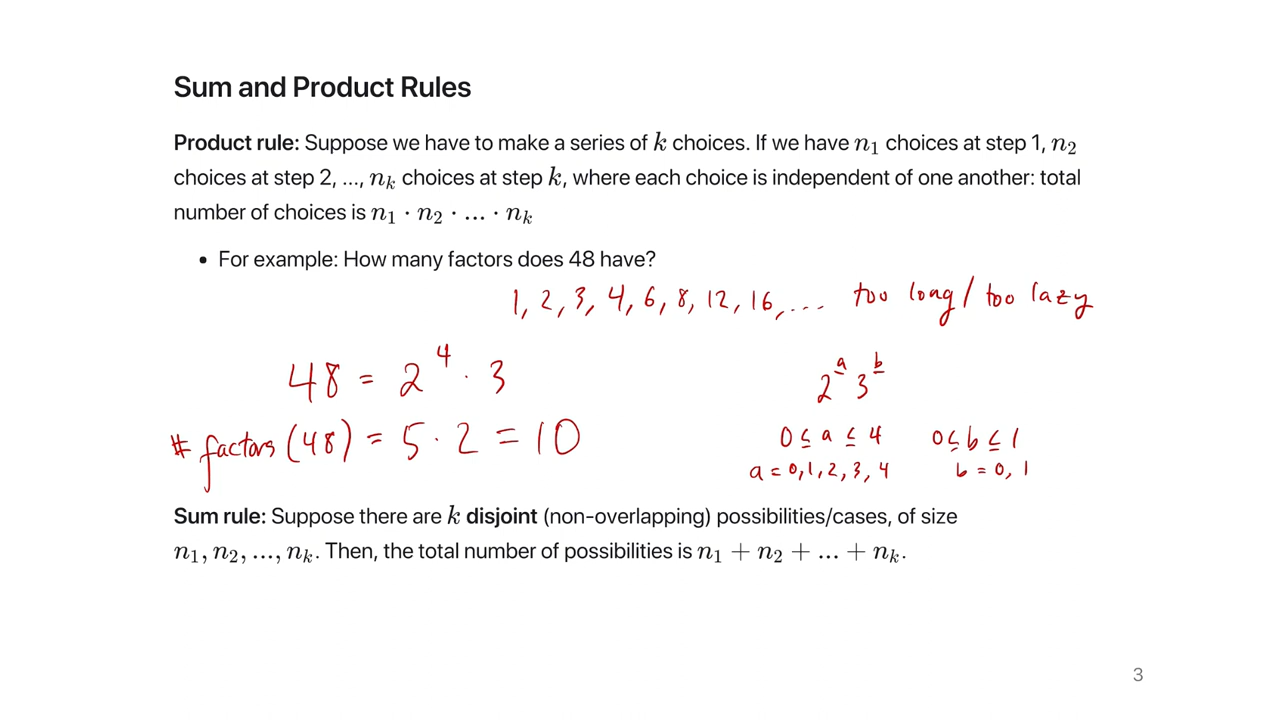 Sum and Product Rules
Product rule: Suppose we have to make a series of k choices. If we have n₁ choices at step 1, n₂
choices at step 2, ..., nₖ choices at step k, where each choice is independent of one another: total
number of choices is n₁ · n₂ · ... · nₖ
• For example: How many factors does 48 have?
1, 2, 3, 4, 6, 8, 12, 16, ... too long/too lazy
48 = 2⁴ · 3
2ᵃ 3ᵇ
# factors (48) = 5 · 2 = 10
0 ≤ a ≤ 4 0 ≤ b ≤ 1
a = 0, 1, 2, 3, 4 b = 0, 1
Sum rule: Suppose there are k disjoint (non-overlapping) possibilities/cases, of size
n₁, n₂, ..., nₖ. Then, the total number of possibilities is n₁ + n₂ + ... + nₖ.
3